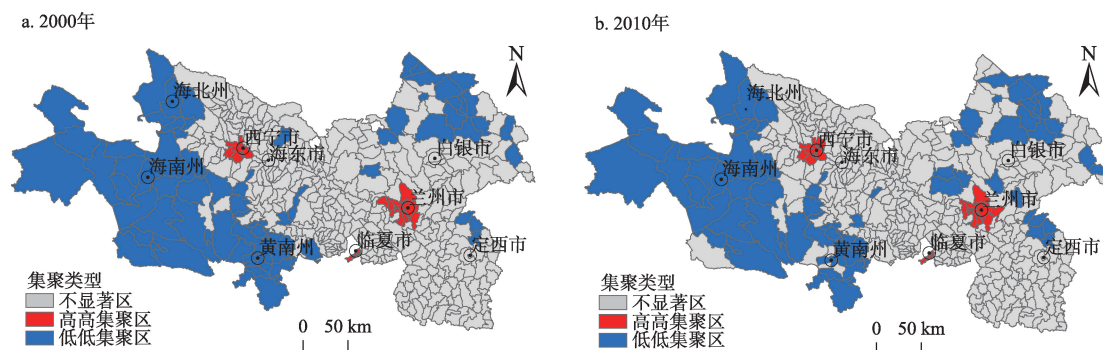 a. 2000年
N
海北州
西宁市
海东市
海南州
白银市
兰州市
黄南州
临夏市
定西市
集聚类型
不显著区
高高集聚区
低低集聚区
0 50 km
b. 2010年
N
海北州
西宁市
海东市
海南州
白银市
兰州市
黄南州
临夏市
定西市
集聚类型
不显著区
高高集聚区
低低集聚区
0 50 km